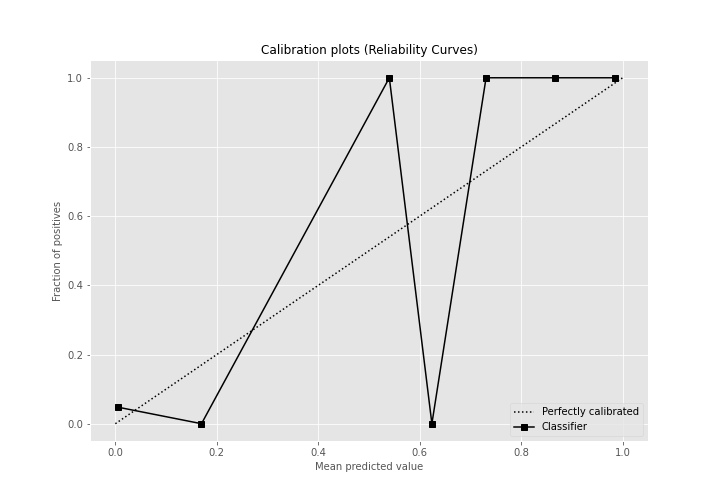 Calibration plots (Reliability Curves)
1.0
0.8
0.6
0.4
0.2
0.0
Fraction of positives
0.0 0.2 0.4 0.6 0.8 1.0
Mean predicted value
Perfectly calibrated
Classifier